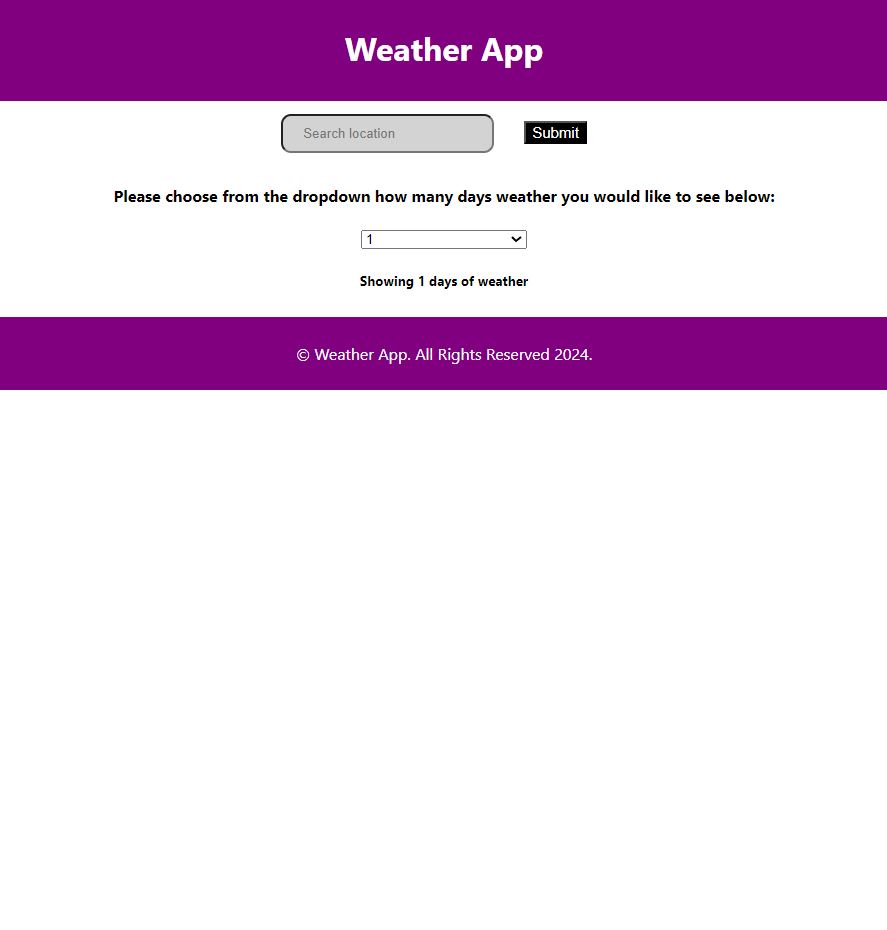 Weather App
Search location
Submit
Please choose from the dropdown how many days weather you would like to see below:
1
Showing 1 days of weather
© Weather App. All Rights Reserved 2024.